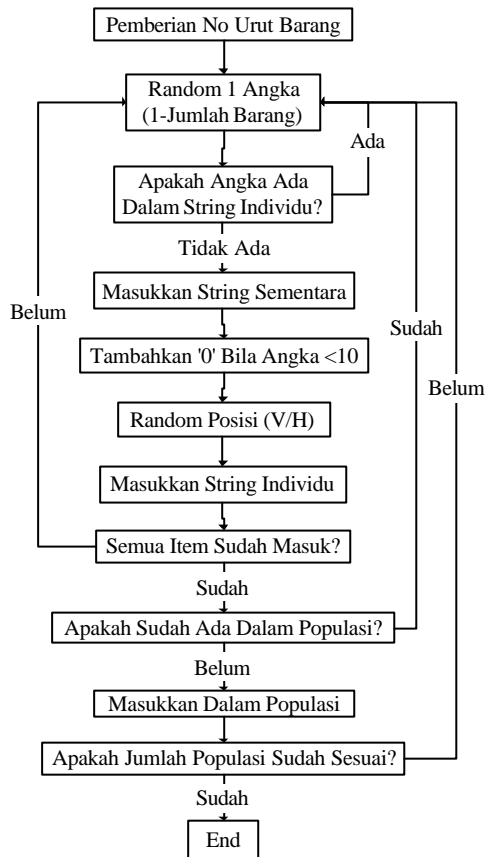 Pemberian No Urut Barang
Random 1 Angka
(1-Jumlah Barang)
Ada
Apakah Angka Ada
Dalam String Individu?
Tidak Ada
Masukkan String Sementara
Belum
Sudah
Tambahkan '0' Bila Angka <10
Belum
Random Posisi (V/H)
Masukkan String Individu
Semua Item Sudah Masuk?
Sudah
Apakah Sudah Ada Dalam Populasi?
Belum
Masukkan Dalam Populasi
Apakah Jumlah Populasi Sudah Sesuai?
Sudah
End